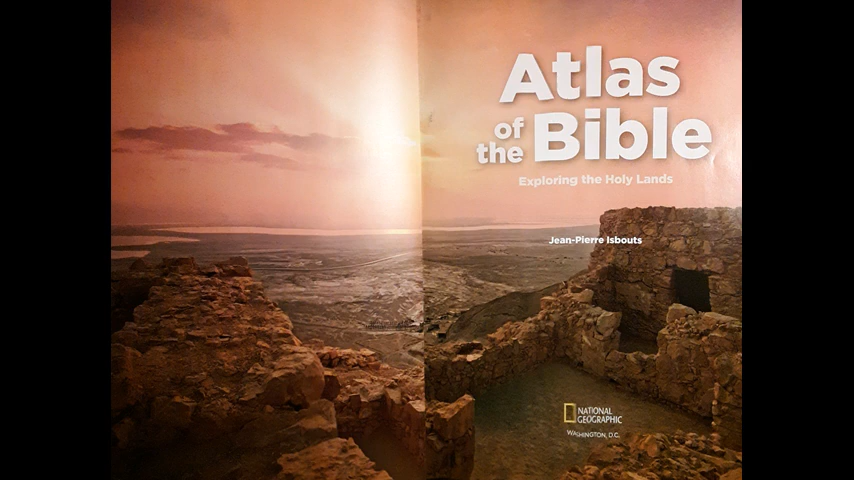 Atlas
of
the Bible
Exploring the Holy Lands
Jean-Pierre Isbouts
NATIONAL
GEOGRAPHIC
WASHINGTON, D.C.